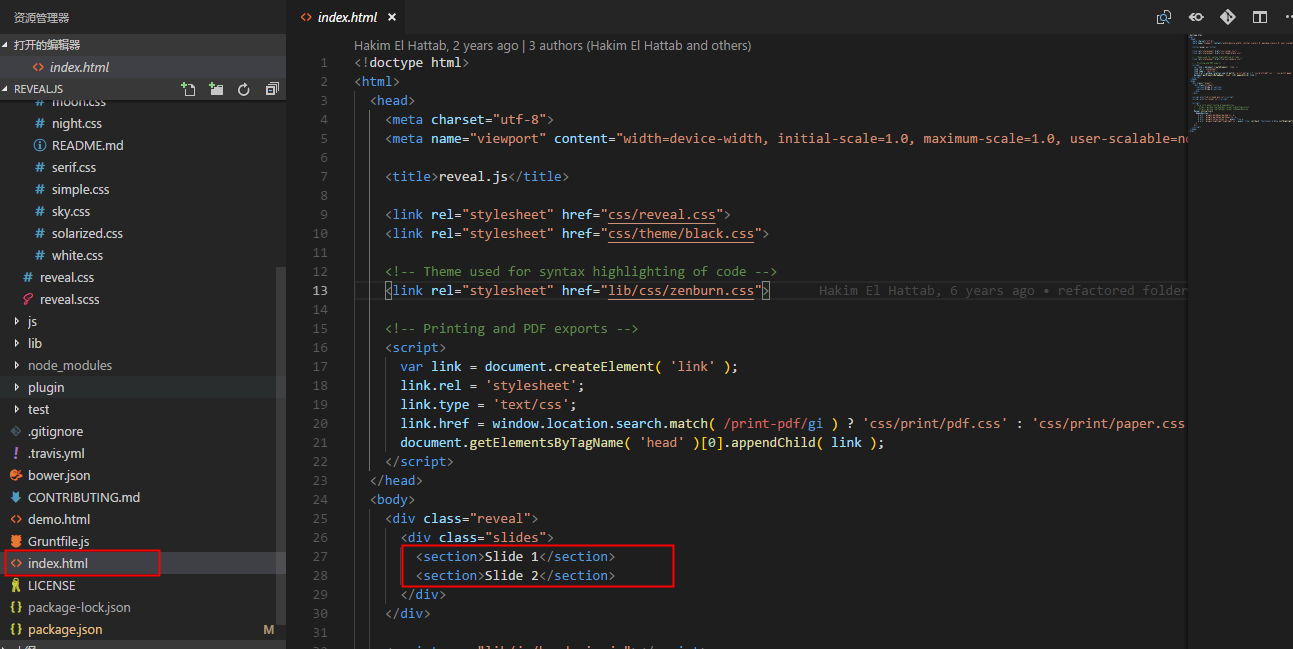 资源管理器
打开的编辑器
index.html
REVEAL.JS
moon.css
night.css
README.md
serif.css
simple.css
sky.css
solarized.css
white.css
reveal.css
reveal.scss
js
lib
node_modules
plugin
test
.gitignore
.travis.yml
bower.json
CONTRIBUTING.md
demo.html
Gruntfile.js
index.html
LICENSE
package-lock.json
package.json M
index.html
Hakim El Hattab, 2 years ago | 3 authors (Hakim El Hattab and others)
1 <!doctype html>
2 <html>
3 <head>
4 <meta charset="utf-8">
5 <meta name="viewport" content="width=device-width, initial-scale=1.0, maximum-scale=1.0, user-scalable=no
6
7 <title>reveal.js</title>
8
9 <link rel="stylesheet" href="css/reveal.css">
10 <link rel="stylesheet" href="css/theme/black.css">
11
12 <!-- Theme used for syntax highlighting of code -->
13 <link rel="stylesheet" href="lib/css/zenburn.css"> Hakim El Hattab, 6 years ago • refactored folder
14
15 <!-- Printing and PDF exports -->
16 <script>
17 var link = document.createElement( 'link' );
18 link.rel = 'stylesheet';
19 link.type = 'text/css';
20 link.href = window.location.search.match( /print-pdf/gi ) ? 'css/print/pdf.css' : 'css/print/paper.css
21 document.getElementsByTagName( 'head' )[0].appendChild( link );
22 </script>
23 </head>
24 <body>
25 <div class="reveal">
26 <div class="slides">
27 <section>Slide 1</section>
28 <section>Slide 2</section>
29 </div>
30 </div>
31